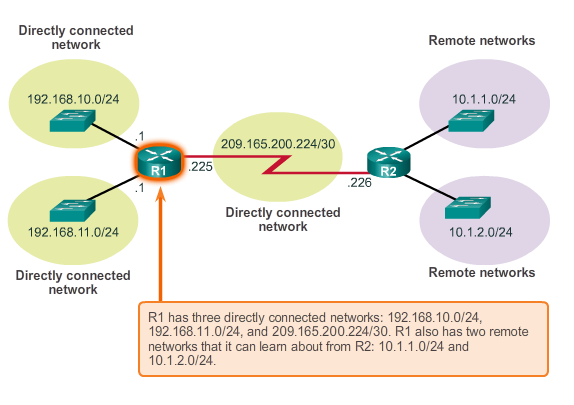 Directly connected
network
Remote networks
192.168.10.0/24
10.1.1.0/24
.1
209.165.200.224/30
R1
.225
R2
.226
.1
192.168.11.0/24
10.1.2.0/24
Directly connected
network
Directly connected
network
Remote networks
R1 has three directly connected networks: 192.168.10.0/24,
192.168.11.0/24, and 209.165.200.224/30. R1 also has two remote
networks that it can learn about from R2: 10.1.1.0/24 and
10.1.2.0/24.